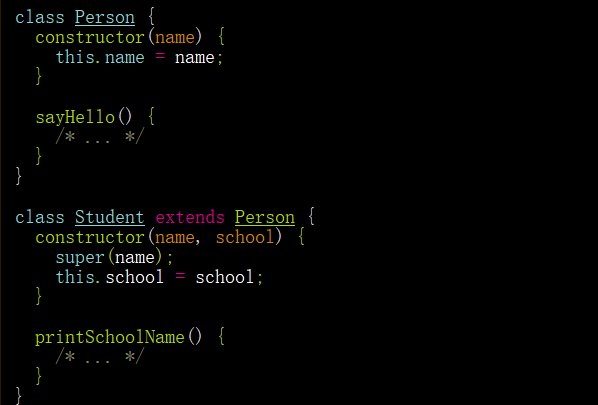 class Person {
  constructor(name) {
    this.name = name;
  }

  sayHello() {
    /* ... */
  }
}

class Student extends Person {
  constructor(name, school) {
    super(name);
    this.school = school;
  }

  printSchoolName() {
    /* ... */
  }
}